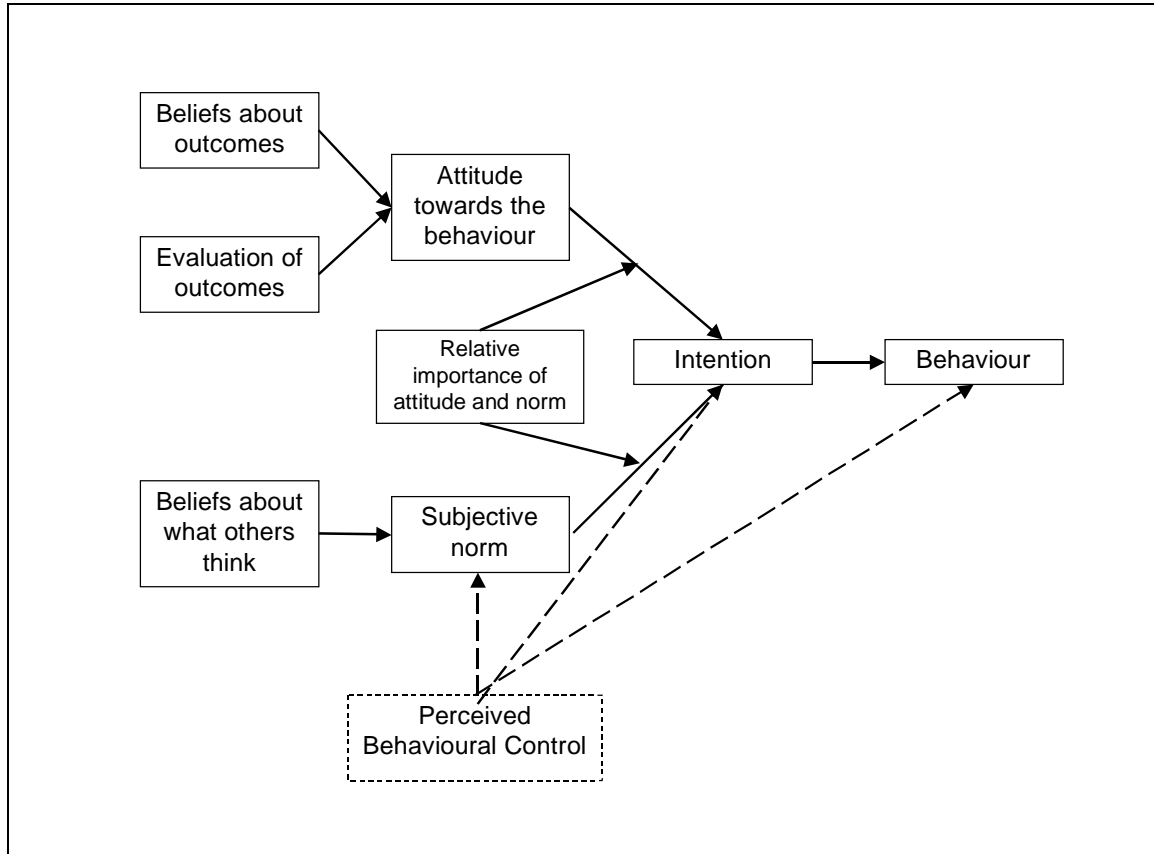 Beliefs about
outcomes
Attitude
towards the
behaviour
Evaluation of
outcomes
Relative
importance of
attitude and norm
Intention
Behaviour
Beliefs about
what others
think
Subjective
norm
Perceived
Behavioural Control